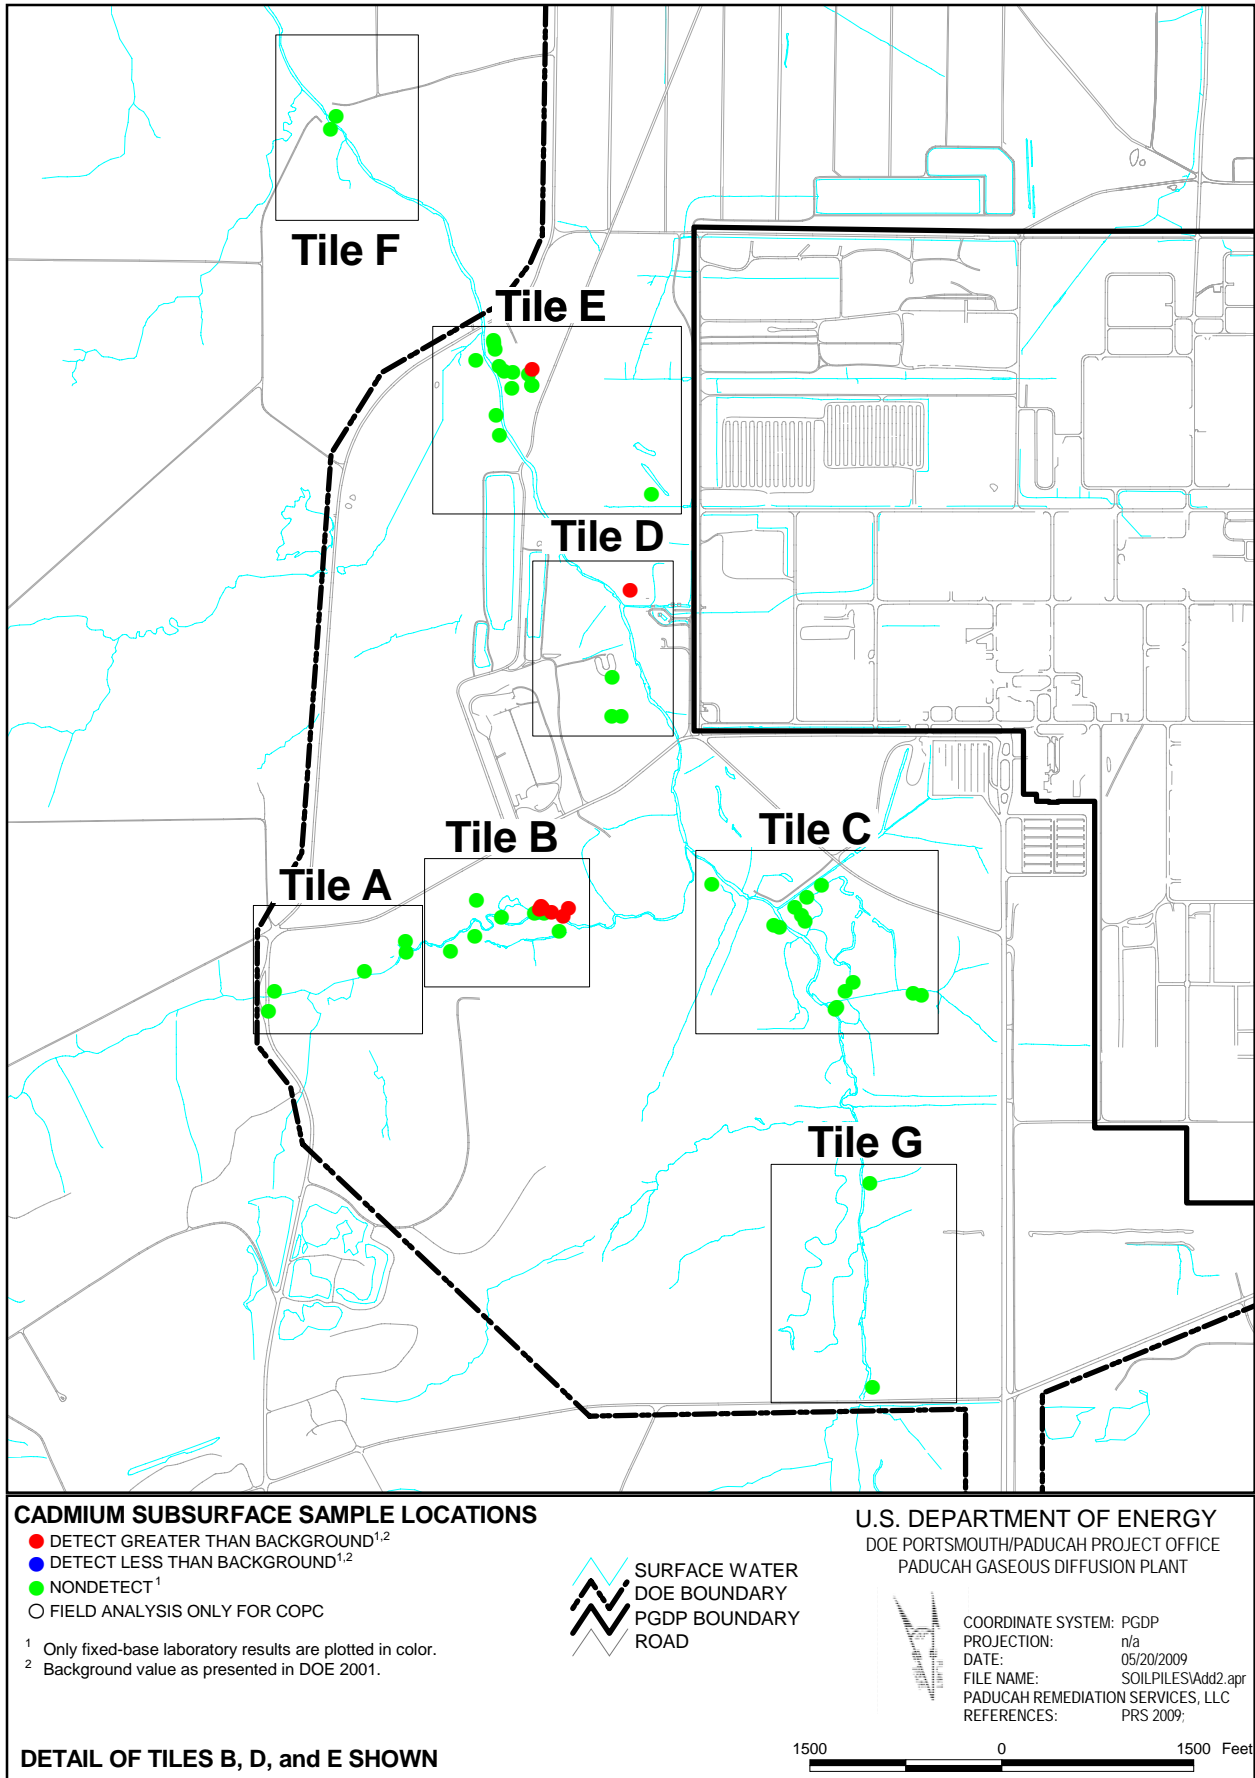 Tile F
Tile E
Tile D
Tile B
Tile C
Tile A
Tile G
CADMIUM SUBSURFACE SAMPLE LOCATIONS
DETECT GREATER THAN BACKGROUND1,2
DETECT LESS THAN BACKGROUND1,2
NONDETECT1
FIELD ANALYSIS ONLY FOR COPC
1 Only fixed-base laboratory results are plotted in color.
2 Background value as presented in DOE 2001.
DETAIL OF TILES B, D, and E SHOWN
SURFACE WATER
DOE BOUNDARY
PGDP BOUNDARY
ROAD
U.S. DEPARTMENT OF ENERGY
DOE PORTSMOUTH/PADUCAH PROJECT OFFICE
PADUCAH GASEOUS DIFFUSION PLANT
COORDINATE SYSTEM: PGDP
PROJECTION: n/a
DATE: 05/20/2009
FILE NAME: SOILPILES\Add2.apr
PADUCAH REMEDIATION SERVICES, LLC
REFERENCES: PRS 2009;
1500 0 1500 Feet